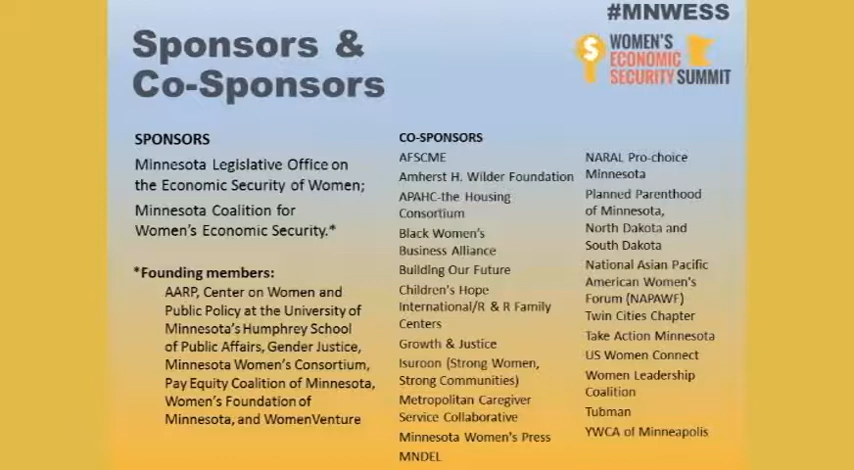 #MNWESS
Sponsors &
Co-Sponsors
WOMEN'S
ECONOMIC
SECURITY SUMMIT
SPONSORS
Minnesota Legislative Office on
the Economic Security of Women;
Minnesota Coalition for
Women's Economic Security.*
*Founding members:
AARP, Center on Women and
Public Policy at the University of
Minnesota's Humphrey School
of Public Affairs, Gender Justice,
Minnesota Women's Consortium,
Pay Equity Coalition of Minnesota,
Women's Foundation of
Minnesota, and WomenVenture
CO-SPONSORS
AFSCME
Amherst H. Wilder Foundation
APAHC-the Housing
Consortium
Black Women's
Business Alliance
Building Our Future
Children's Hope
International/R & R Family
Centers
Growth & Justice
Isuroon (Strong Women,
Strong Communities)
Metropolitan Caregiver
Service Collaborative
Minnesota Women's Press
MNDEL
NARAL Pro-choice
Minnesota
Planned Parenthood
of Minnesota,
North Dakota and
South Dakota
National Asian Pacific
American Women's
Forum (NAPAWF)
Twin Cities Chapter
Take Action Minnesota
US Women Connect
Women Leadership
Coalition
Tubman
YWCA of Minneapolis